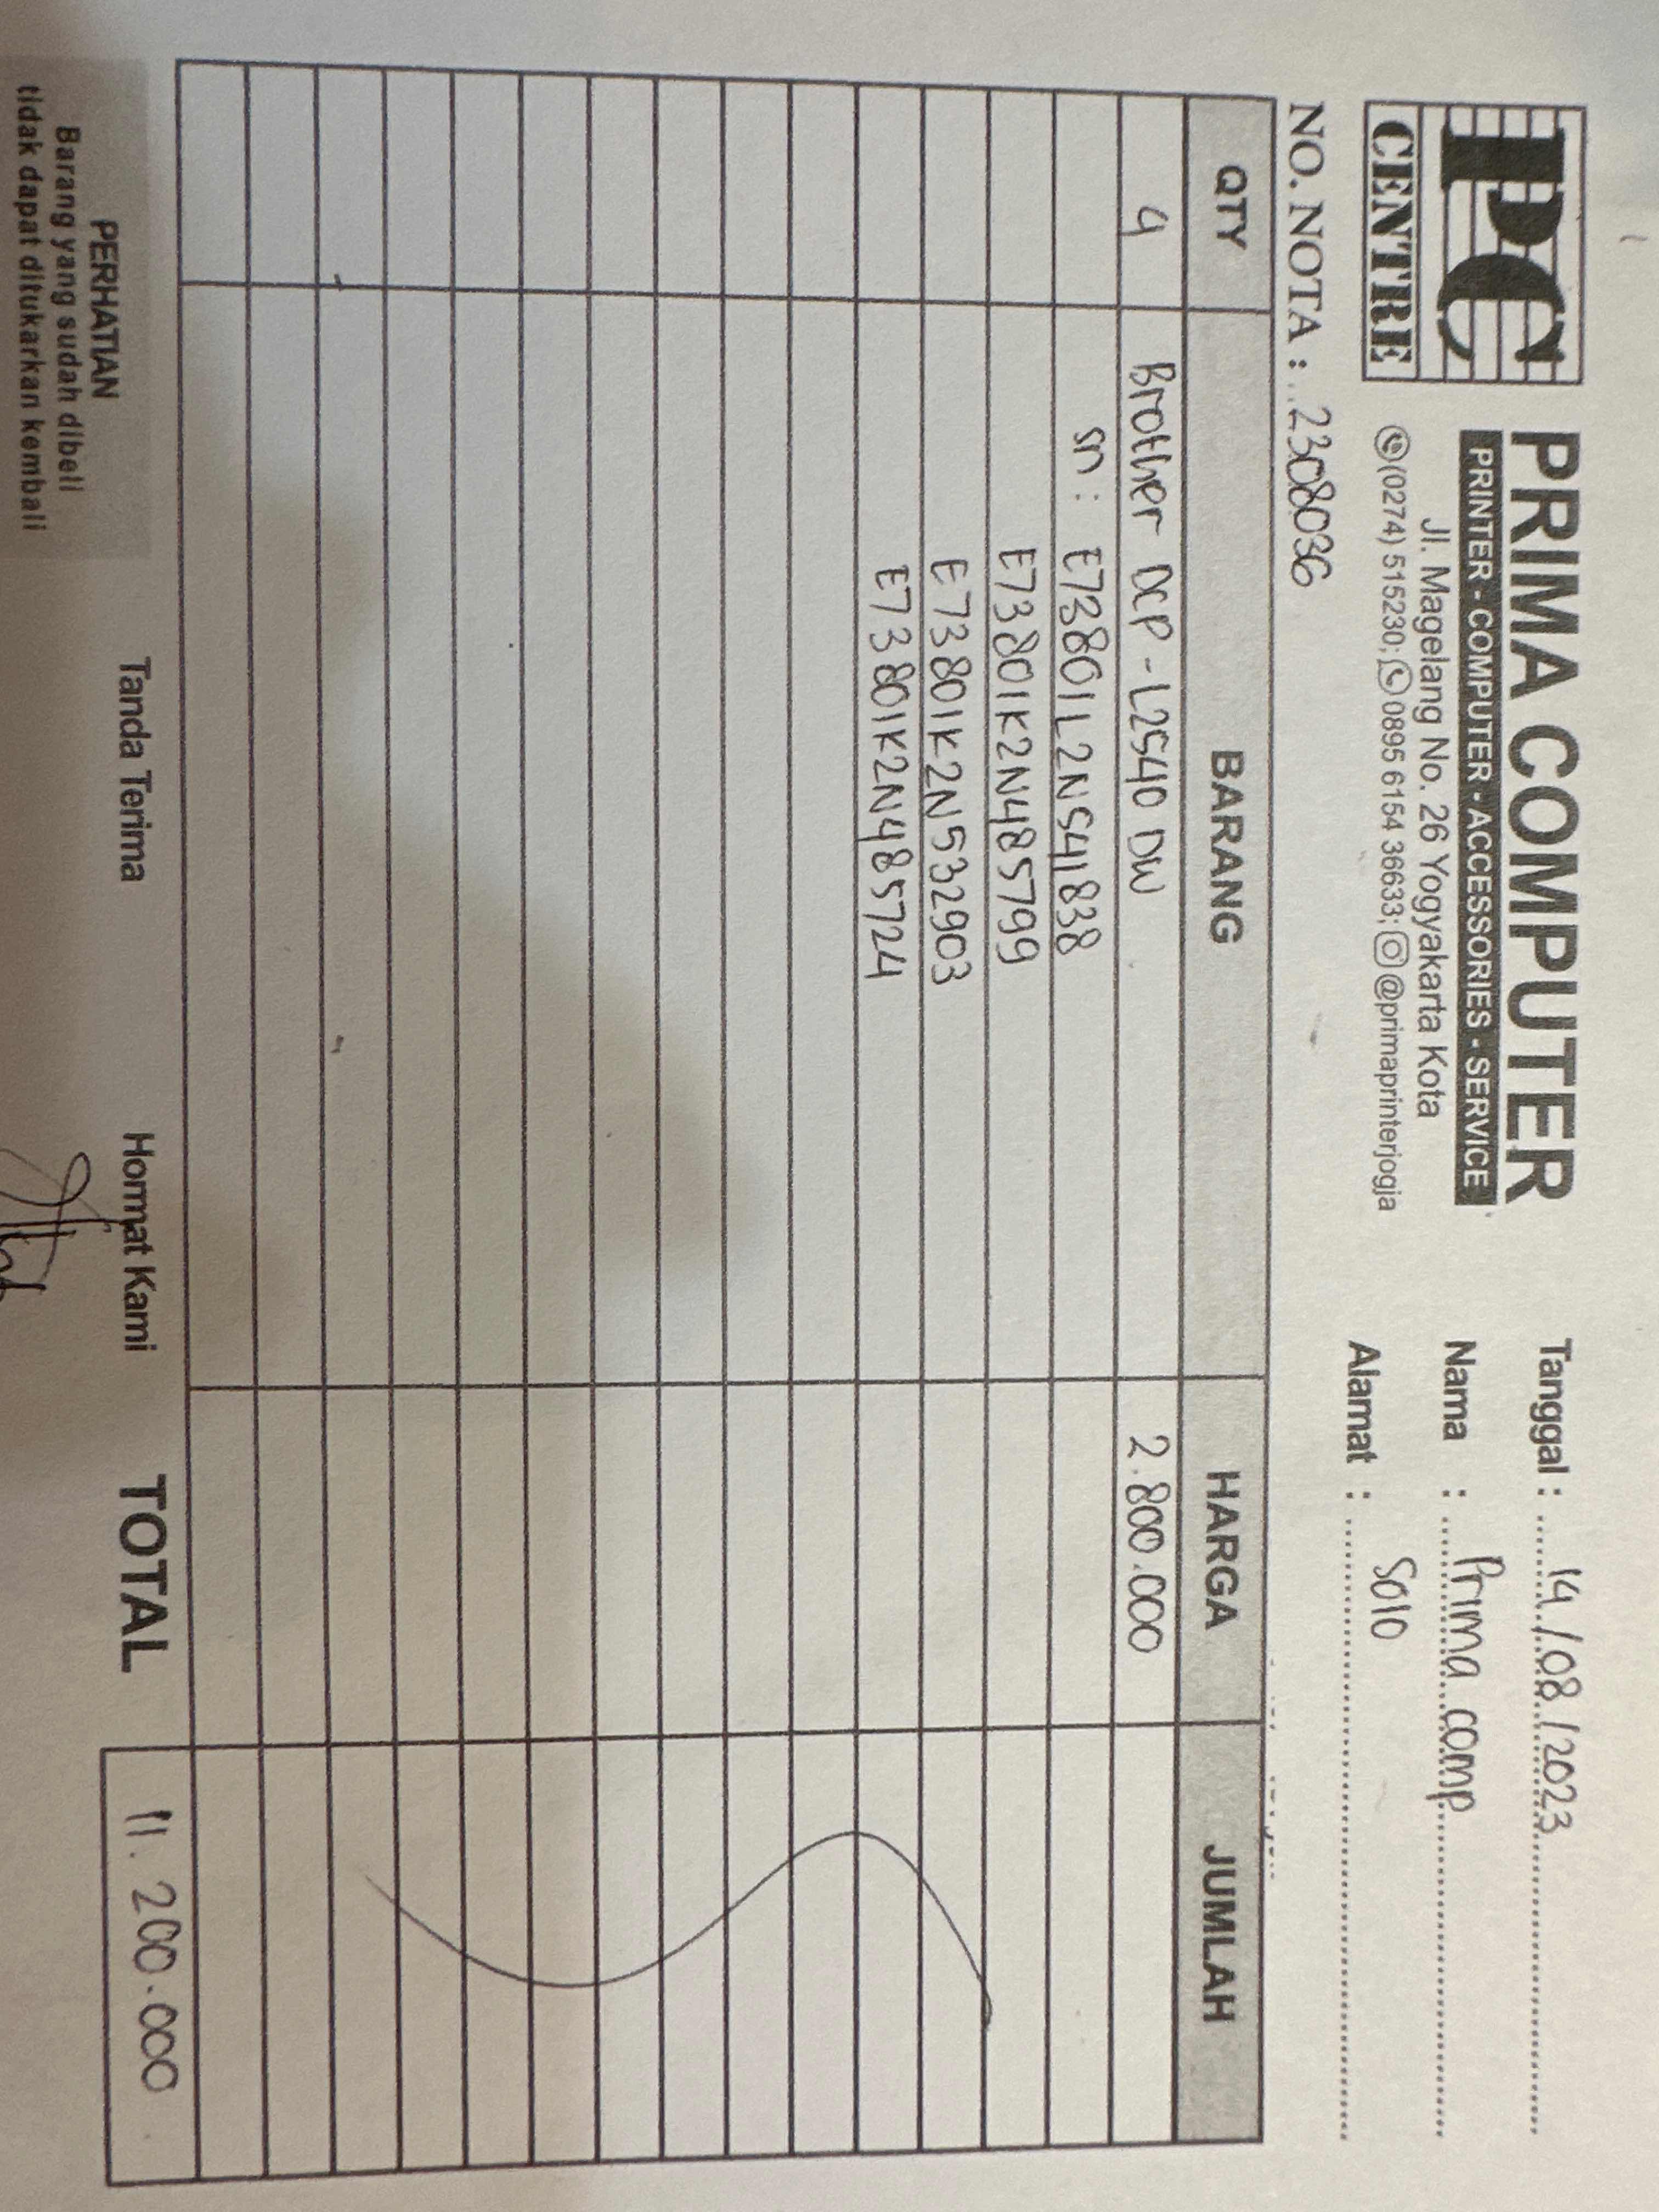 PC
CENTRE
PRIMA COMPUTER
PRINTER - COMPUTER - ACCESSORIES - SERVICE
Jl. Magelang No. 26 Yogyakarta Kota
(0274) 515230; 0895 6154 36633; @primaprinterjogja
Tanggal : 14/08/2023
Nama : Prima comp
Alamat : Solo
NO. NOTA : 2308036
QTY BARANG HARGA JUMLAH
4 Brother DCP-L2540 DW 2.800.000
sn : E73801L2N541838
E73801K2N485799
E73801K2N532903
E73801K2N485724
PERHATIAN
Barang yang sudah dibeli
tidak dapat ditukarkan kembali
Tanda Terima
Hormat Kami
TOTAL 11.200.000